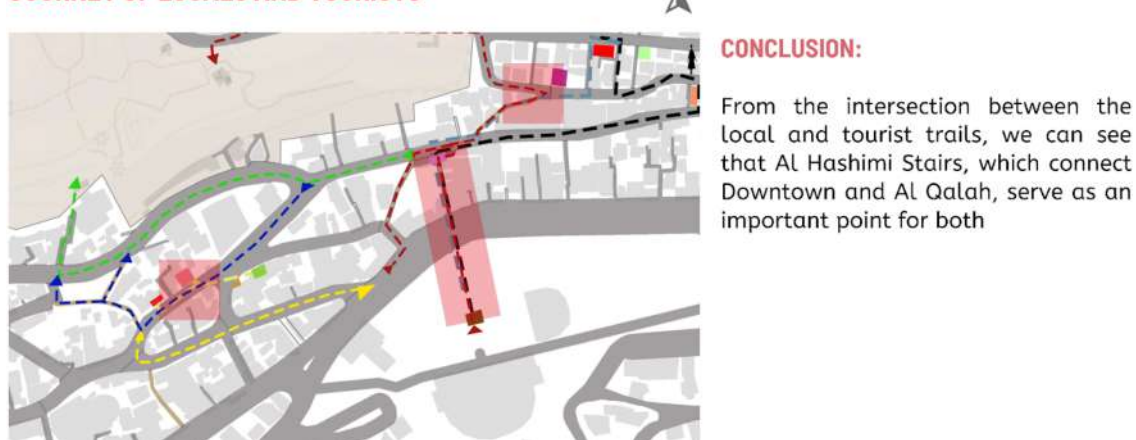 CONCLUSION:
From the intersection between the
local and tourist trails, we can see
that Al Hashimi Stairs, which connect
Downtown and Al Qalah, serve as an
important point for both